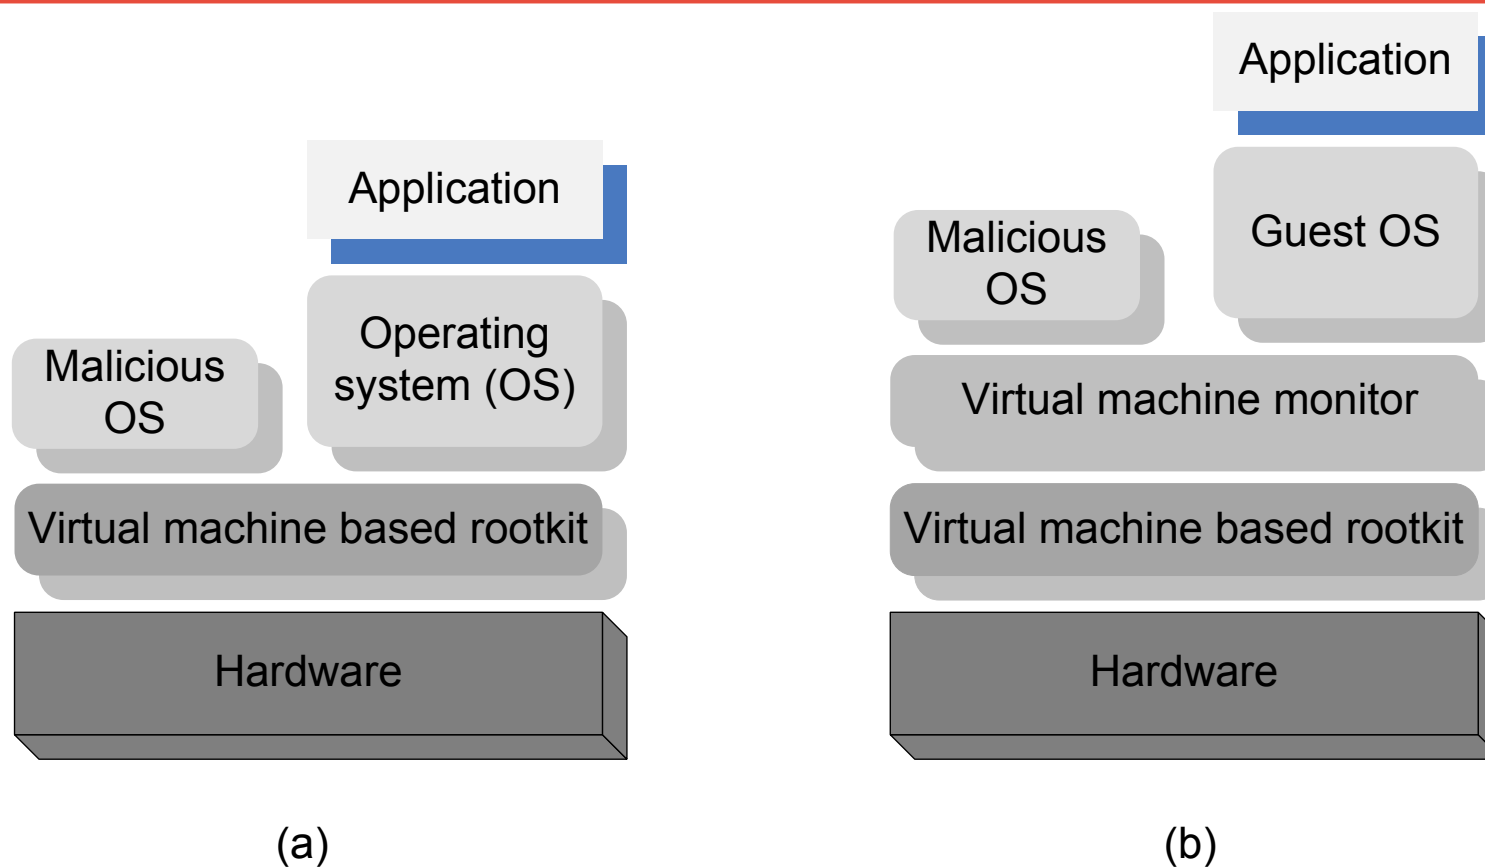 Application
Operating
system (OS)
Malicious
OS
Virtual machine based rootkit
Hardware
(a)
Application
Guest OS
Malicious
OS
Virtual machine monitor
Virtual machine based rootkit
Hardware
(b)